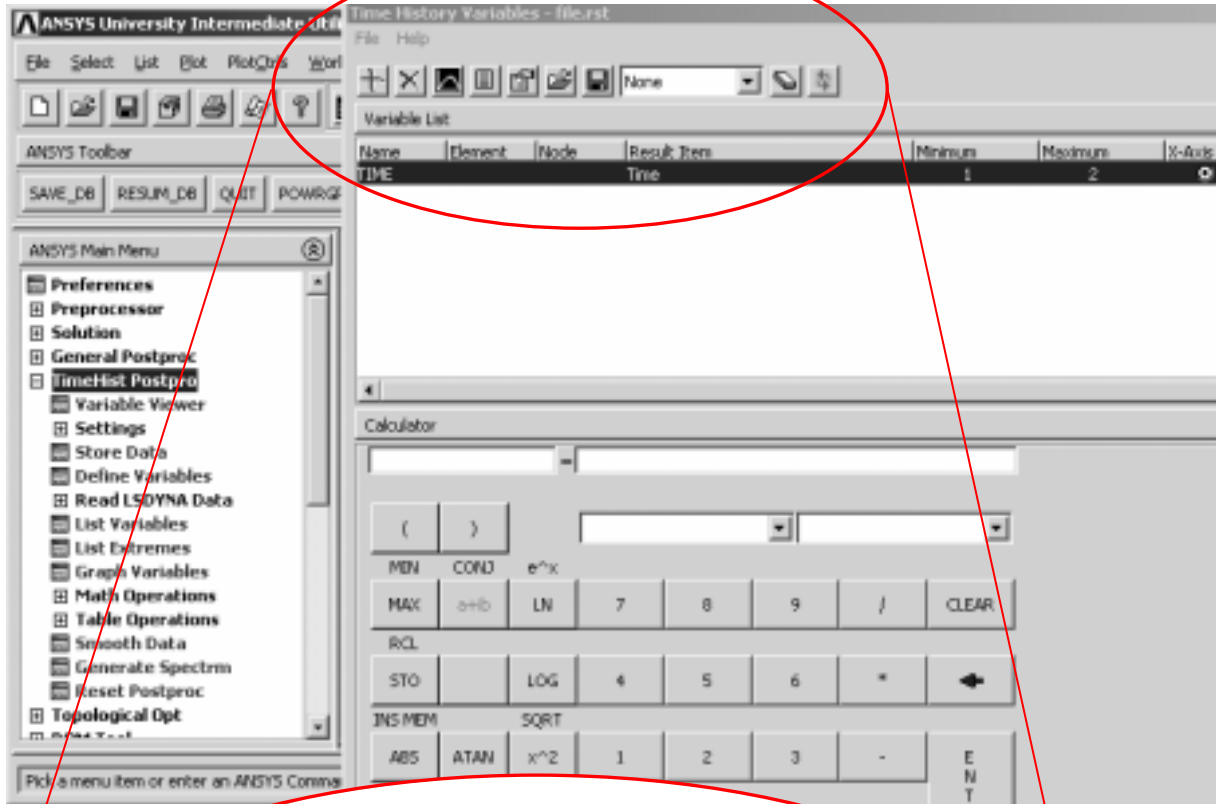 ANSYS University Intermediate
File Select List Plot PlotCtrls
ANSYS Toolbar
SAVE_DB RESUM_DB QUIT
ANSYS Main Menu
Preferences
Preprocessor
Solution
General Postproc
TimeHist Postpro
Variable Viewer
Settings
Store Data
Define Variables
Read LSDYNA Data
List Variables
List Extremes
Graph Variables
Math Operations
Table Operations
Smooth Data
Generate Spectrm
Reset Postproc
Topological Opt
Pick a menu item or enter an ANSYS Comma
Time History Variables - file.rst
File Help
None
Variable List
Name Element Node Result Item Minimum Maximum X-Axis
TIME Time 1 2
Calculator
=
( )
MIN CONJ e^x
MAX a+ib LN 7 8 9 / CLEAR
RCL
STO LOG 4 5 6 *
INS MEM SQRT
ABS ATAN x^2 1 2 3 -
E
N
T